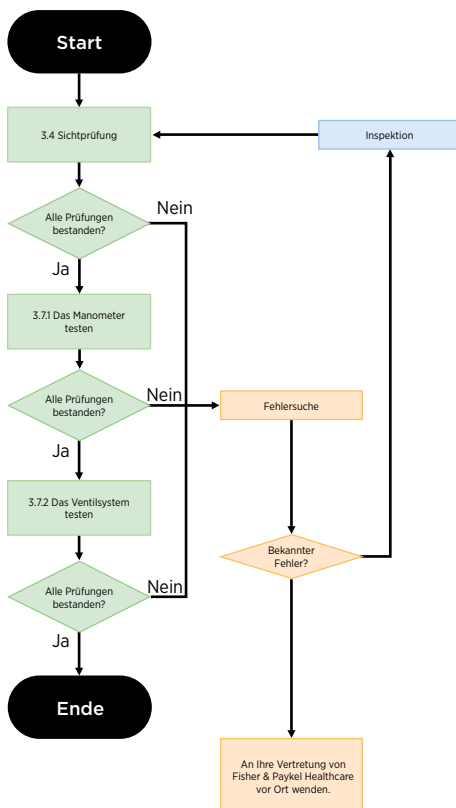 Start
3.4 Sichtprüfung
Inspektion
Alle Prüfungen
bestanden?
Nein
Ja
3.7.1 Das Manometer
testen
Alle Prüfungen
bestanden?
Nein
Fehlersuche
Ja
3.7.2 Das Ventilsystem
testen
Bekannter
Fehler?
Alle Prüfungen
bestanden?
Nein
Ja
Ende
An Ihre Vertretung von
Fisher & Paykel Healthcare
vor Ort wenden.